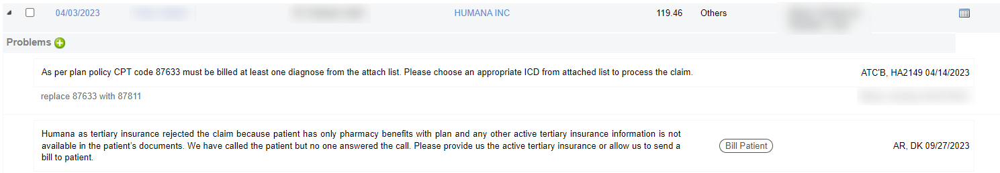 04/03/2023 HUMANA INC 119.46 Others
Problems
As per plan policy CPT code 87633 must be billed at least one diagnose from the attach list. Please choose an appropriate ICD from attached list to process the claim. ATC'B, HA2149 04/14/2023
replace 87633 with 87811
Humana as tertiary insurance rejected the claim because patient has only pharmacy benefits with plan and any other active tertiary insurance information is not
available in the patient's documents. We have called the patient but no one answered the call. Please provide us the active tertiary insurance or allow us to send a
bill to patient.
Bill Patient
AR, DK 09/27/2023